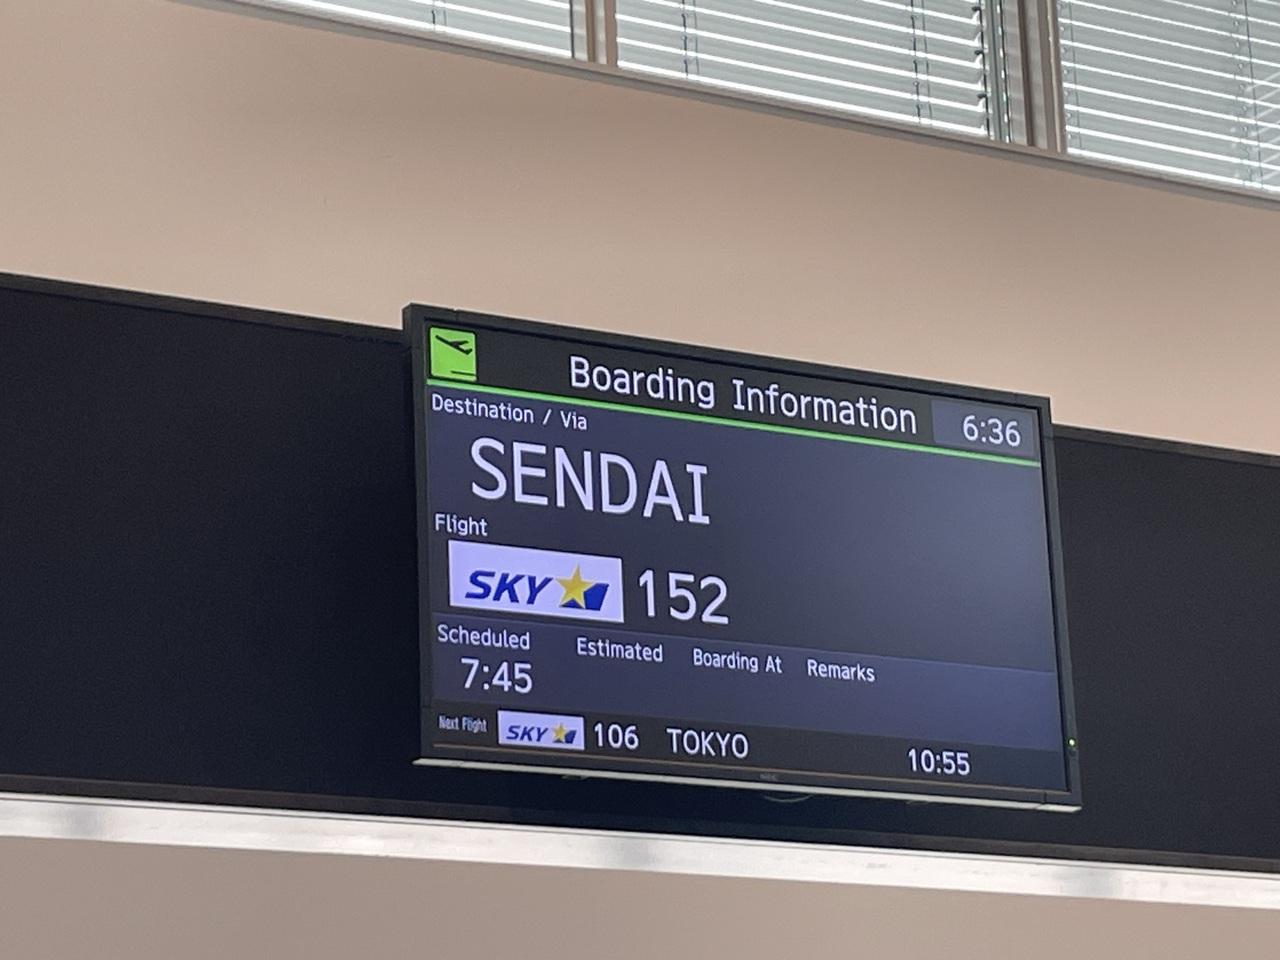 Boarding Information 6:36
Destination / Via
SENDAI
Flight
SKY 152
Scheduled Estimated Boarding At Remarks
7:45
Next Flight SKY 106 TOKYO 10:55
NEC